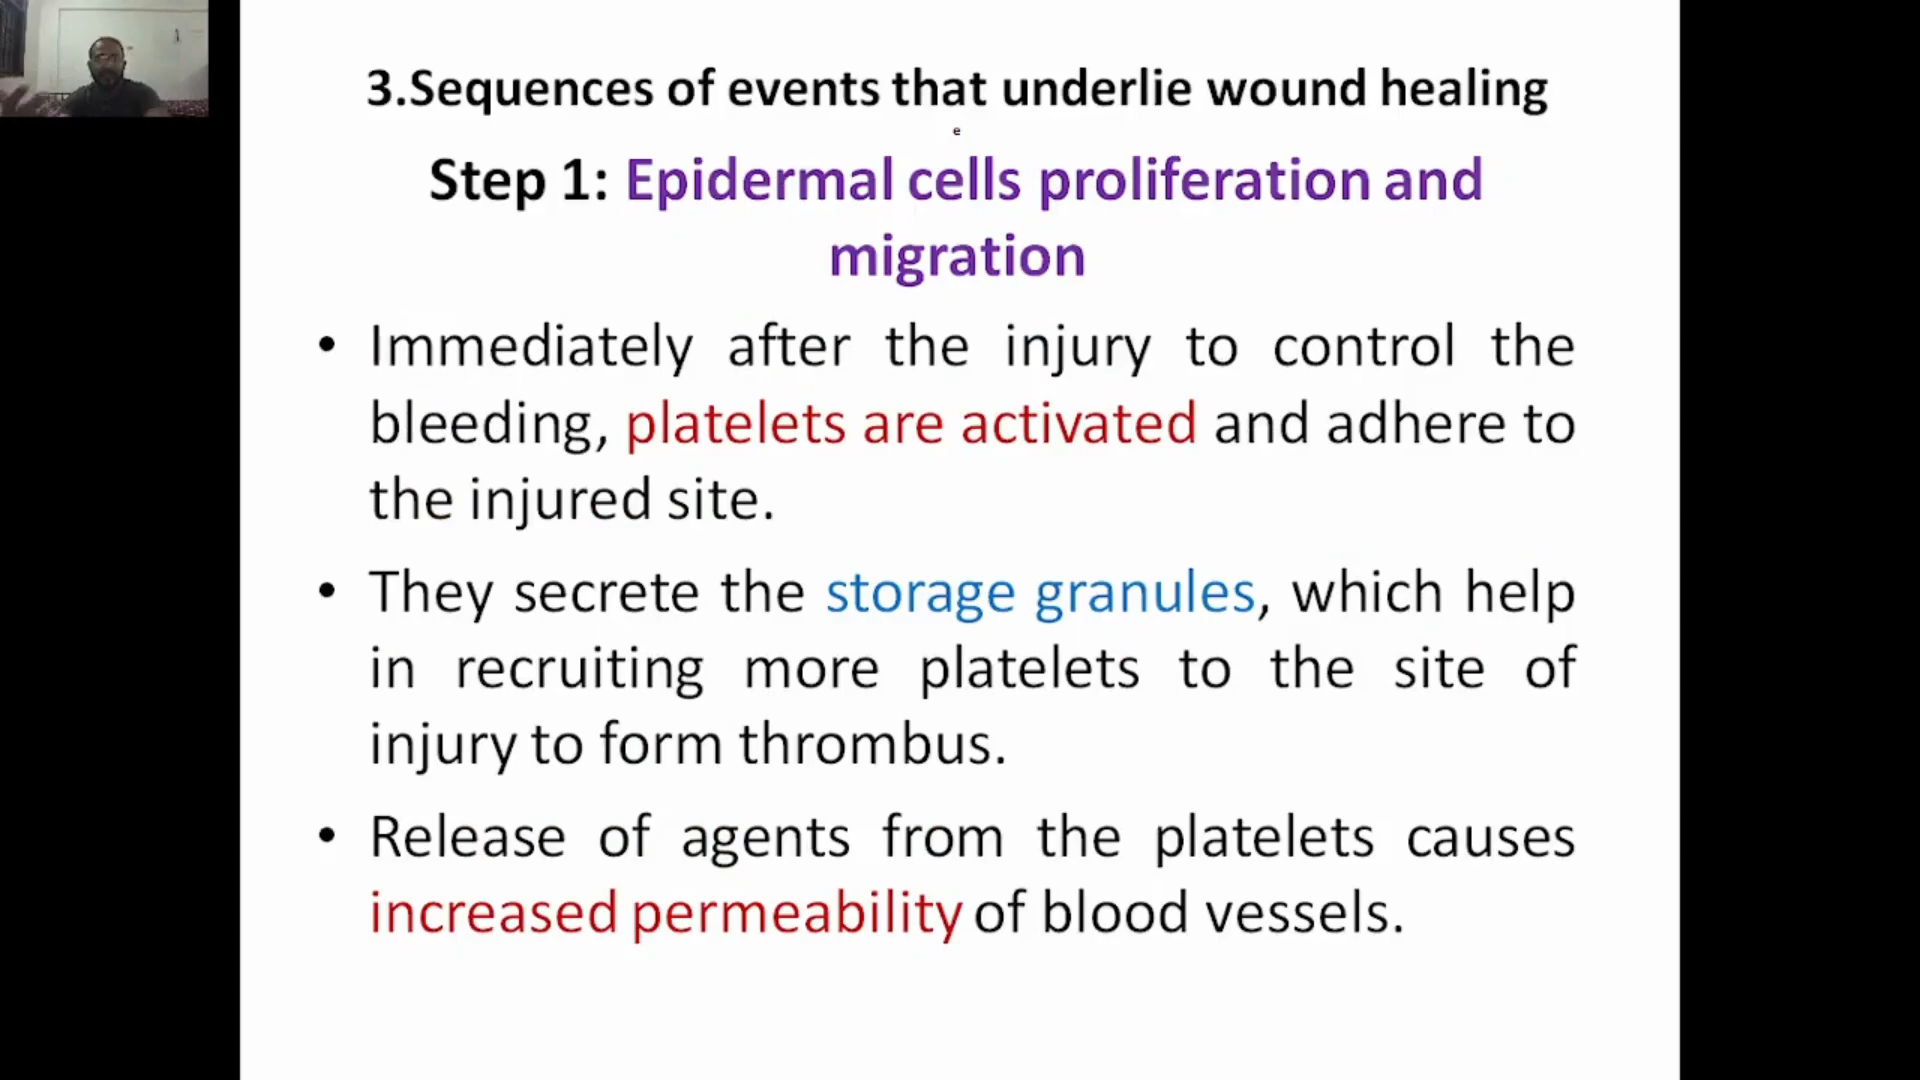 3.Sequences of events that underlie wound healing
e
Step 1: Epidermal cells proliferation and
migration
• Immediately after the injury to control the
bleeding, platelets are activated and adhere to
the injured site.
• They secrete the storage granules, which help
in recruiting more platelets to the site of
injury to form thrombus.
• Release of agents from the platelets causes
increased permeability of blood vessels.